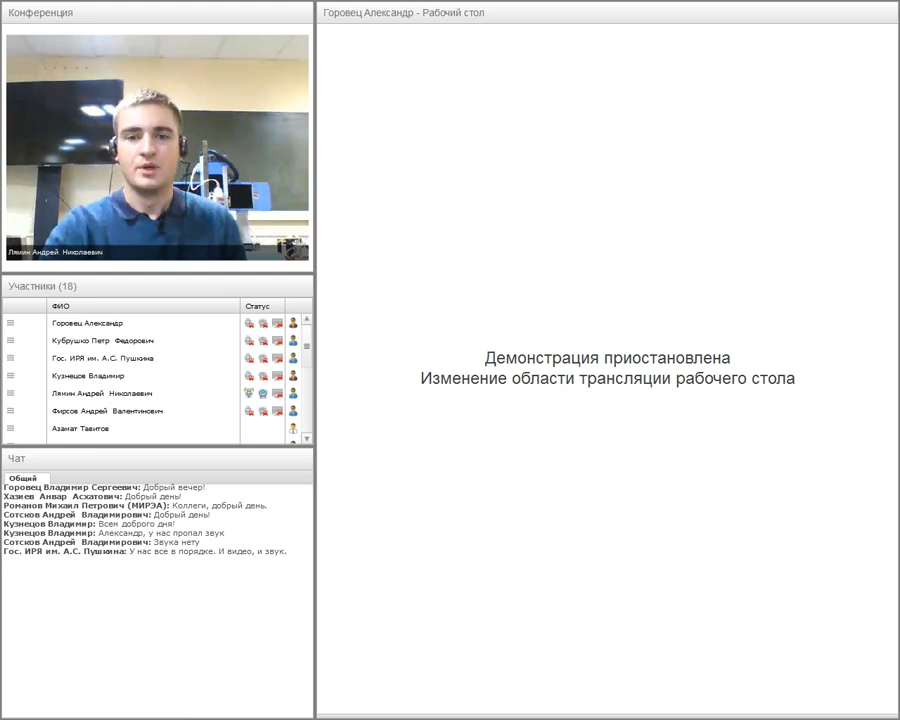 Конференция
Лямин Андрей Николаевич
Участники (18)
ФИО Статус
Горовец Александр
Кубрушко Петр Федорович
Гос. ИРЯ им. А.С. Пушкина
Кузнецов Владимир
Лямин Андрей Николаевич
Фирсов Андрей Валентинович
Азамат Тавитов
Чат
Общий
Горовец Владимир Сергеевич: Добрый вечер!
Хазиев Анвар Асхатович: Добрый день!
Романов Михаил Петрович (МИРЭА): Коллеги, добрый день.
Сотсков Андрей Владимирович: Добрый день!
Кузнецов Владимир: Всем доброго дня!
Кузнецов Владимир: Александр, у нас пропал звук
Сотсков Андрей Владимирович: Звука нету
Гос. ИРЯ им. А.С. Пушкина: У нас все в порядке. И видео, и звук.
Горовец Александр - Рабочий стол
Демонстрация приостановлена
Изменение области трансляции рабочего стола